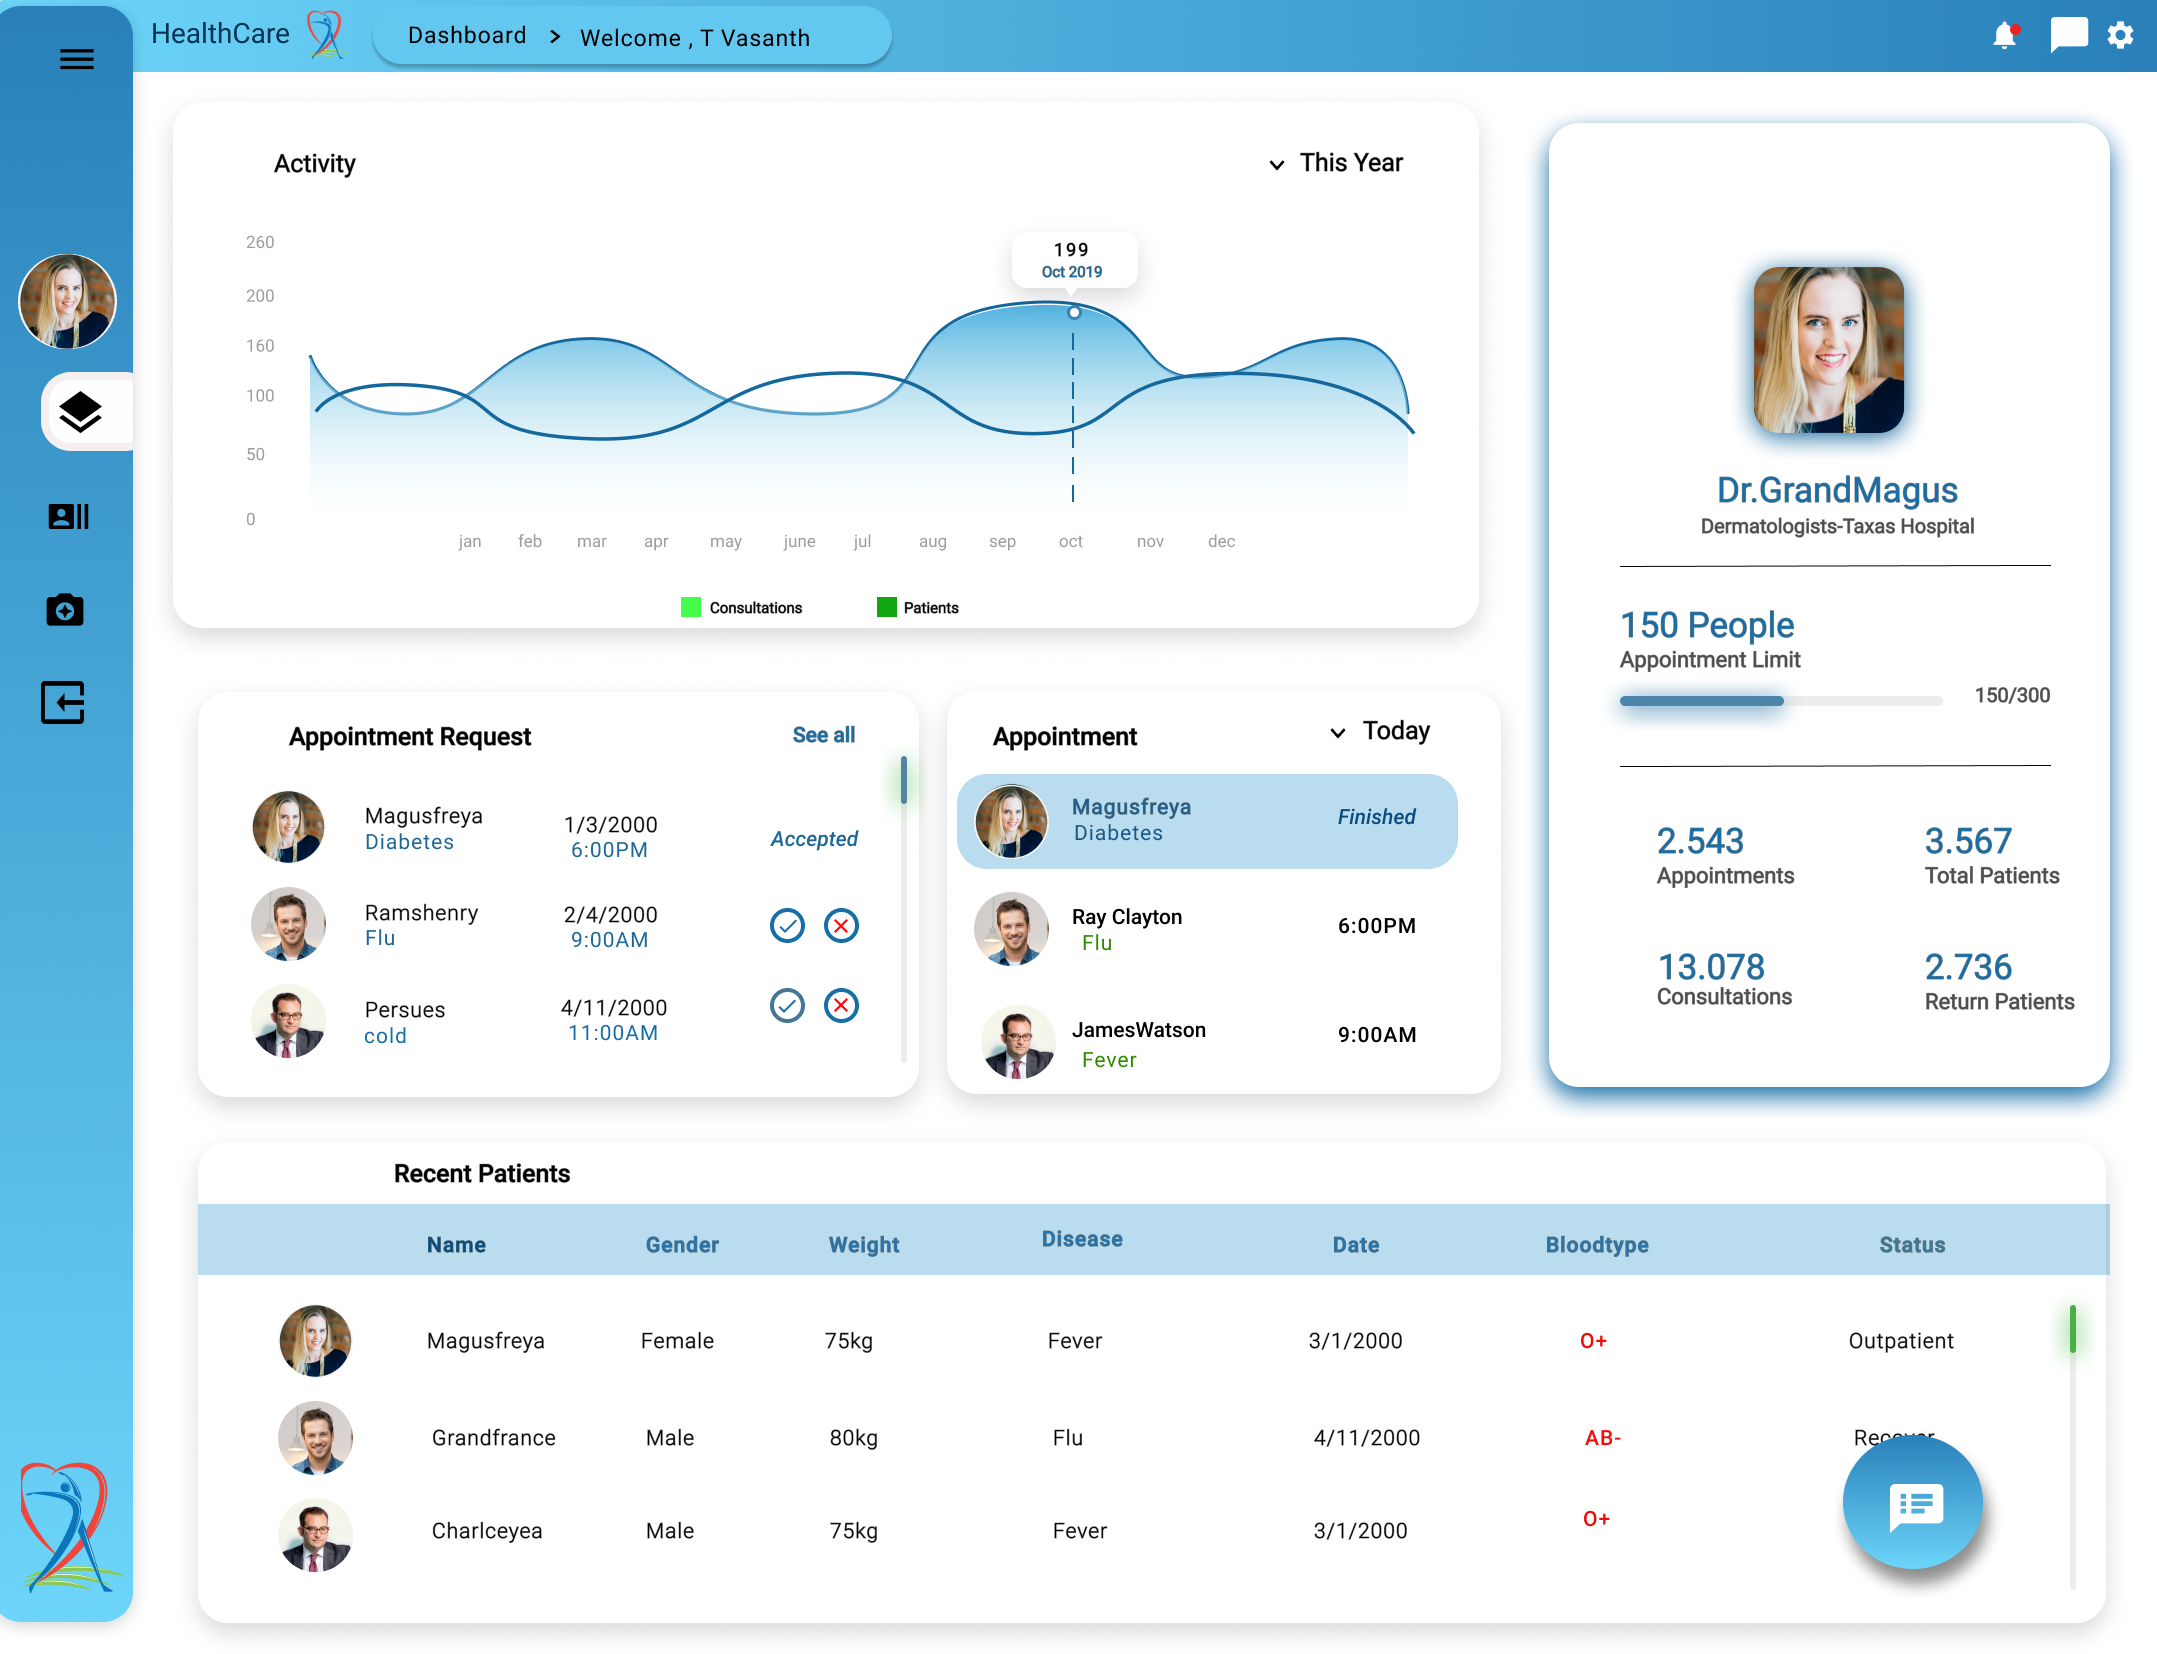 HealthCare
Dashboard > Welcome , T Vasanth
Activity
This Year
260
200
160
100
50
0
199
Oct 2019
jan feb mar apr may june jul aug sep oct nov dec
Consultations Patients
Dr.GrandMagus
Dermatologists-Taxas Hospital
150 People
Appointment Limit
150/300
2.543
Appointments
3.567
Total Patients
13.078
Consultations
2.736
Return Patients
Appointment Request
See all
Magusfreya
Diabetes
1/3/2000
6:00PM
Accepted
Ramshenry
Flu
2/4/2000
9:00AM
Persues
cold
4/11/2000
11:00AM
Appointment
Today
Magusfreya
Diabetes
Finished
Ray Clayton
Flu
6:00PM
JamesWatson
Fever
9:00AM
Recent Patients
Name Gender Weight Disease Date Bloodtype Status
Magusfreya Female 75kg Fever 3/1/2000 O+ Outpatient
Grandfrance Male 80kg Flu 4/11/2000 AB- Recover
Charlceyea Male 75kg Fever 3/1/2000 O+